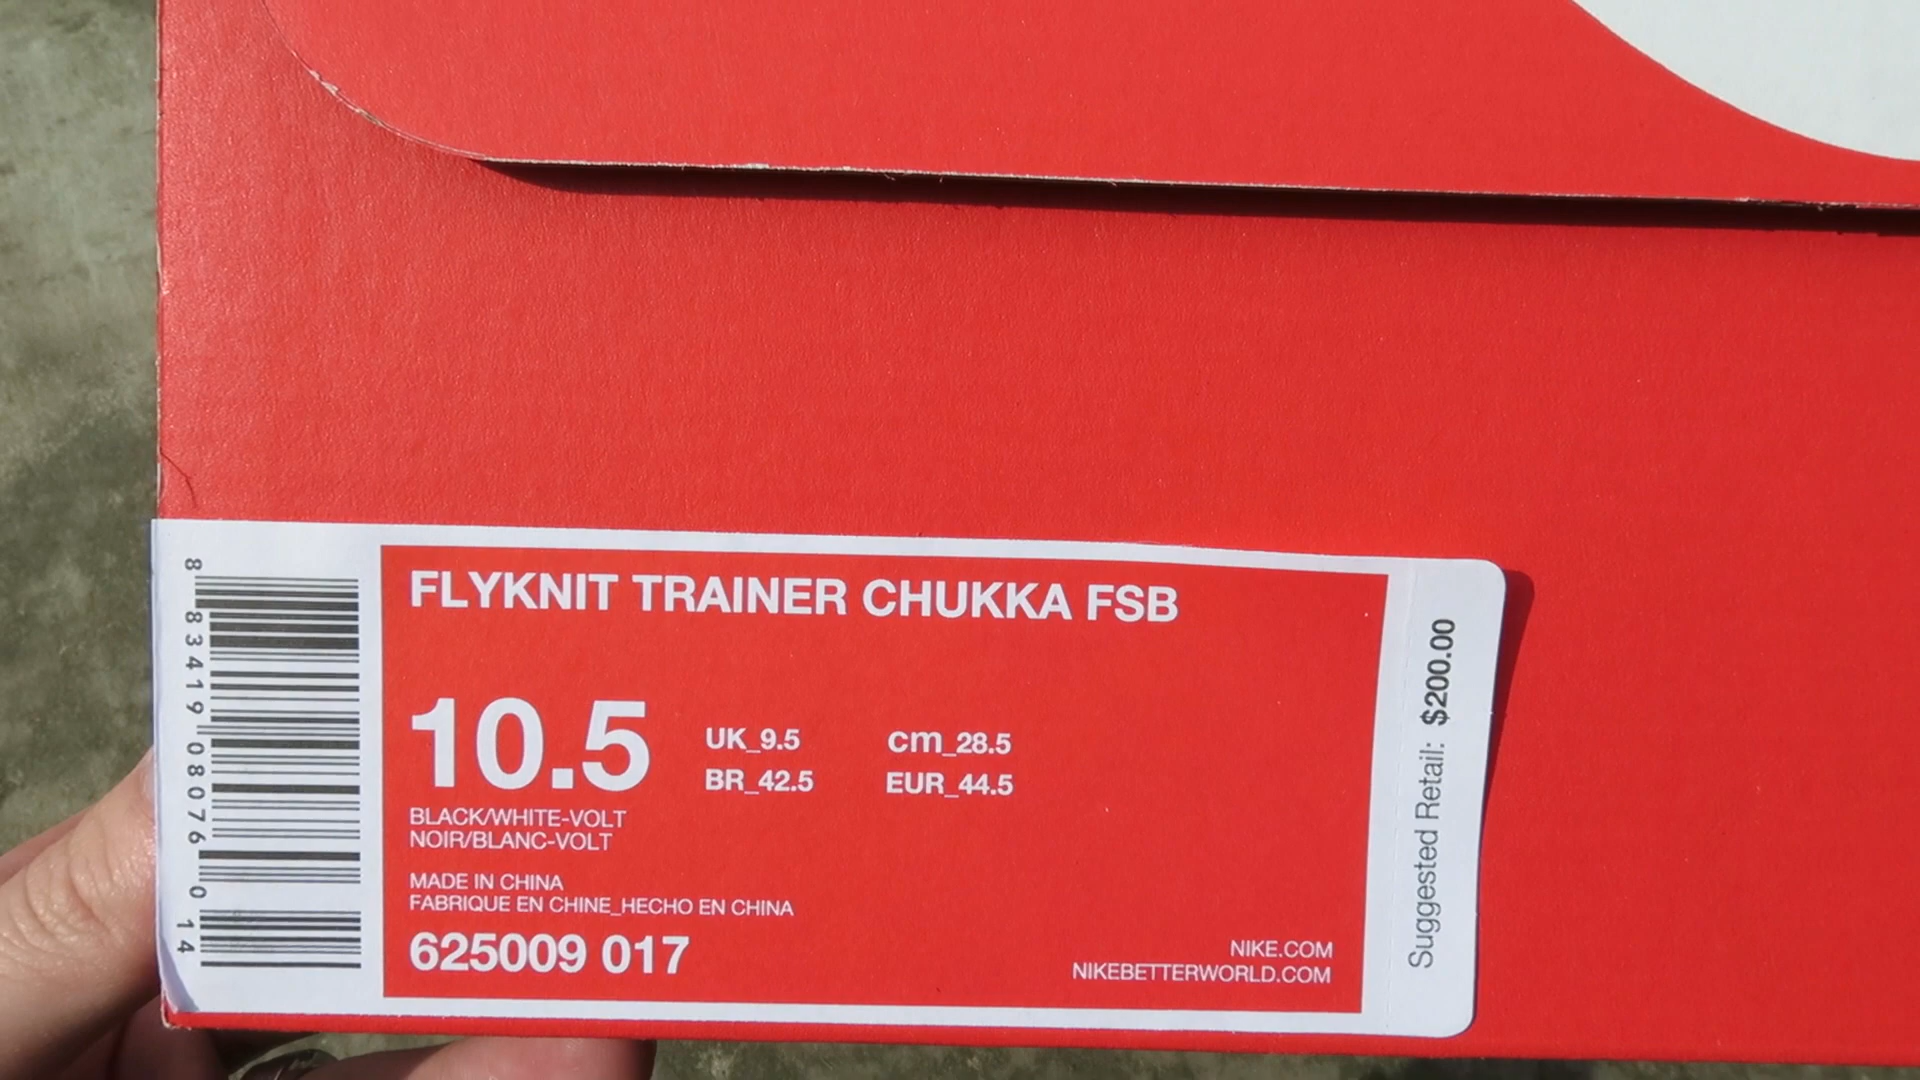 FLYKNIT TRAINER CHUKKA FSB
10.5
UK_9.5
cm_28.5
BR_42.5
EUR_44.5
BLACK/WHITE-VOLT
NOIR/BLANC-VOLT
MADE IN CHINA
FABRIQUE EN CHINE_HECHO EN CHINA
625009 017
NIKE.COM
NIKEBETTERWORLD.COM
Suggested Retail: $200.00
8 83419 08076 0 14